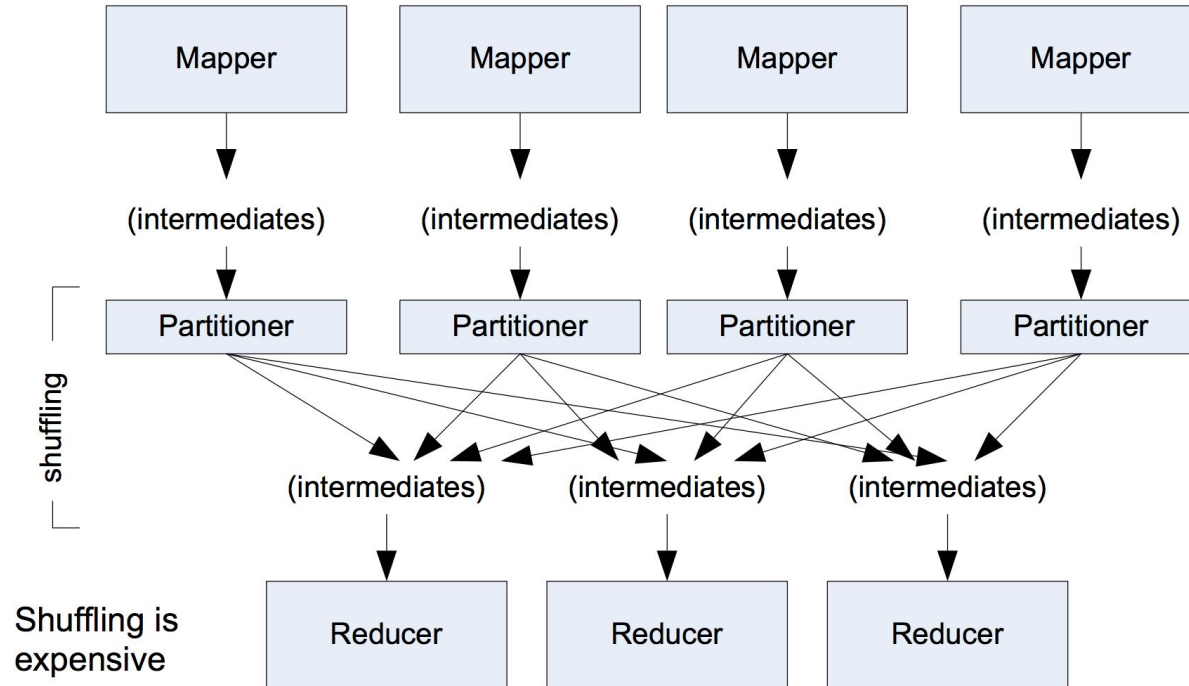 Mapper Mapper Mapper Mapper
(intermediates) (intermediates) (intermediates) (intermediates)
Partitioner Partitioner Partitioner Partitioner
shuffling
(intermediates) (intermediates) (intermediates)
Reducer Reducer Reducer
Shuffling is
expensive